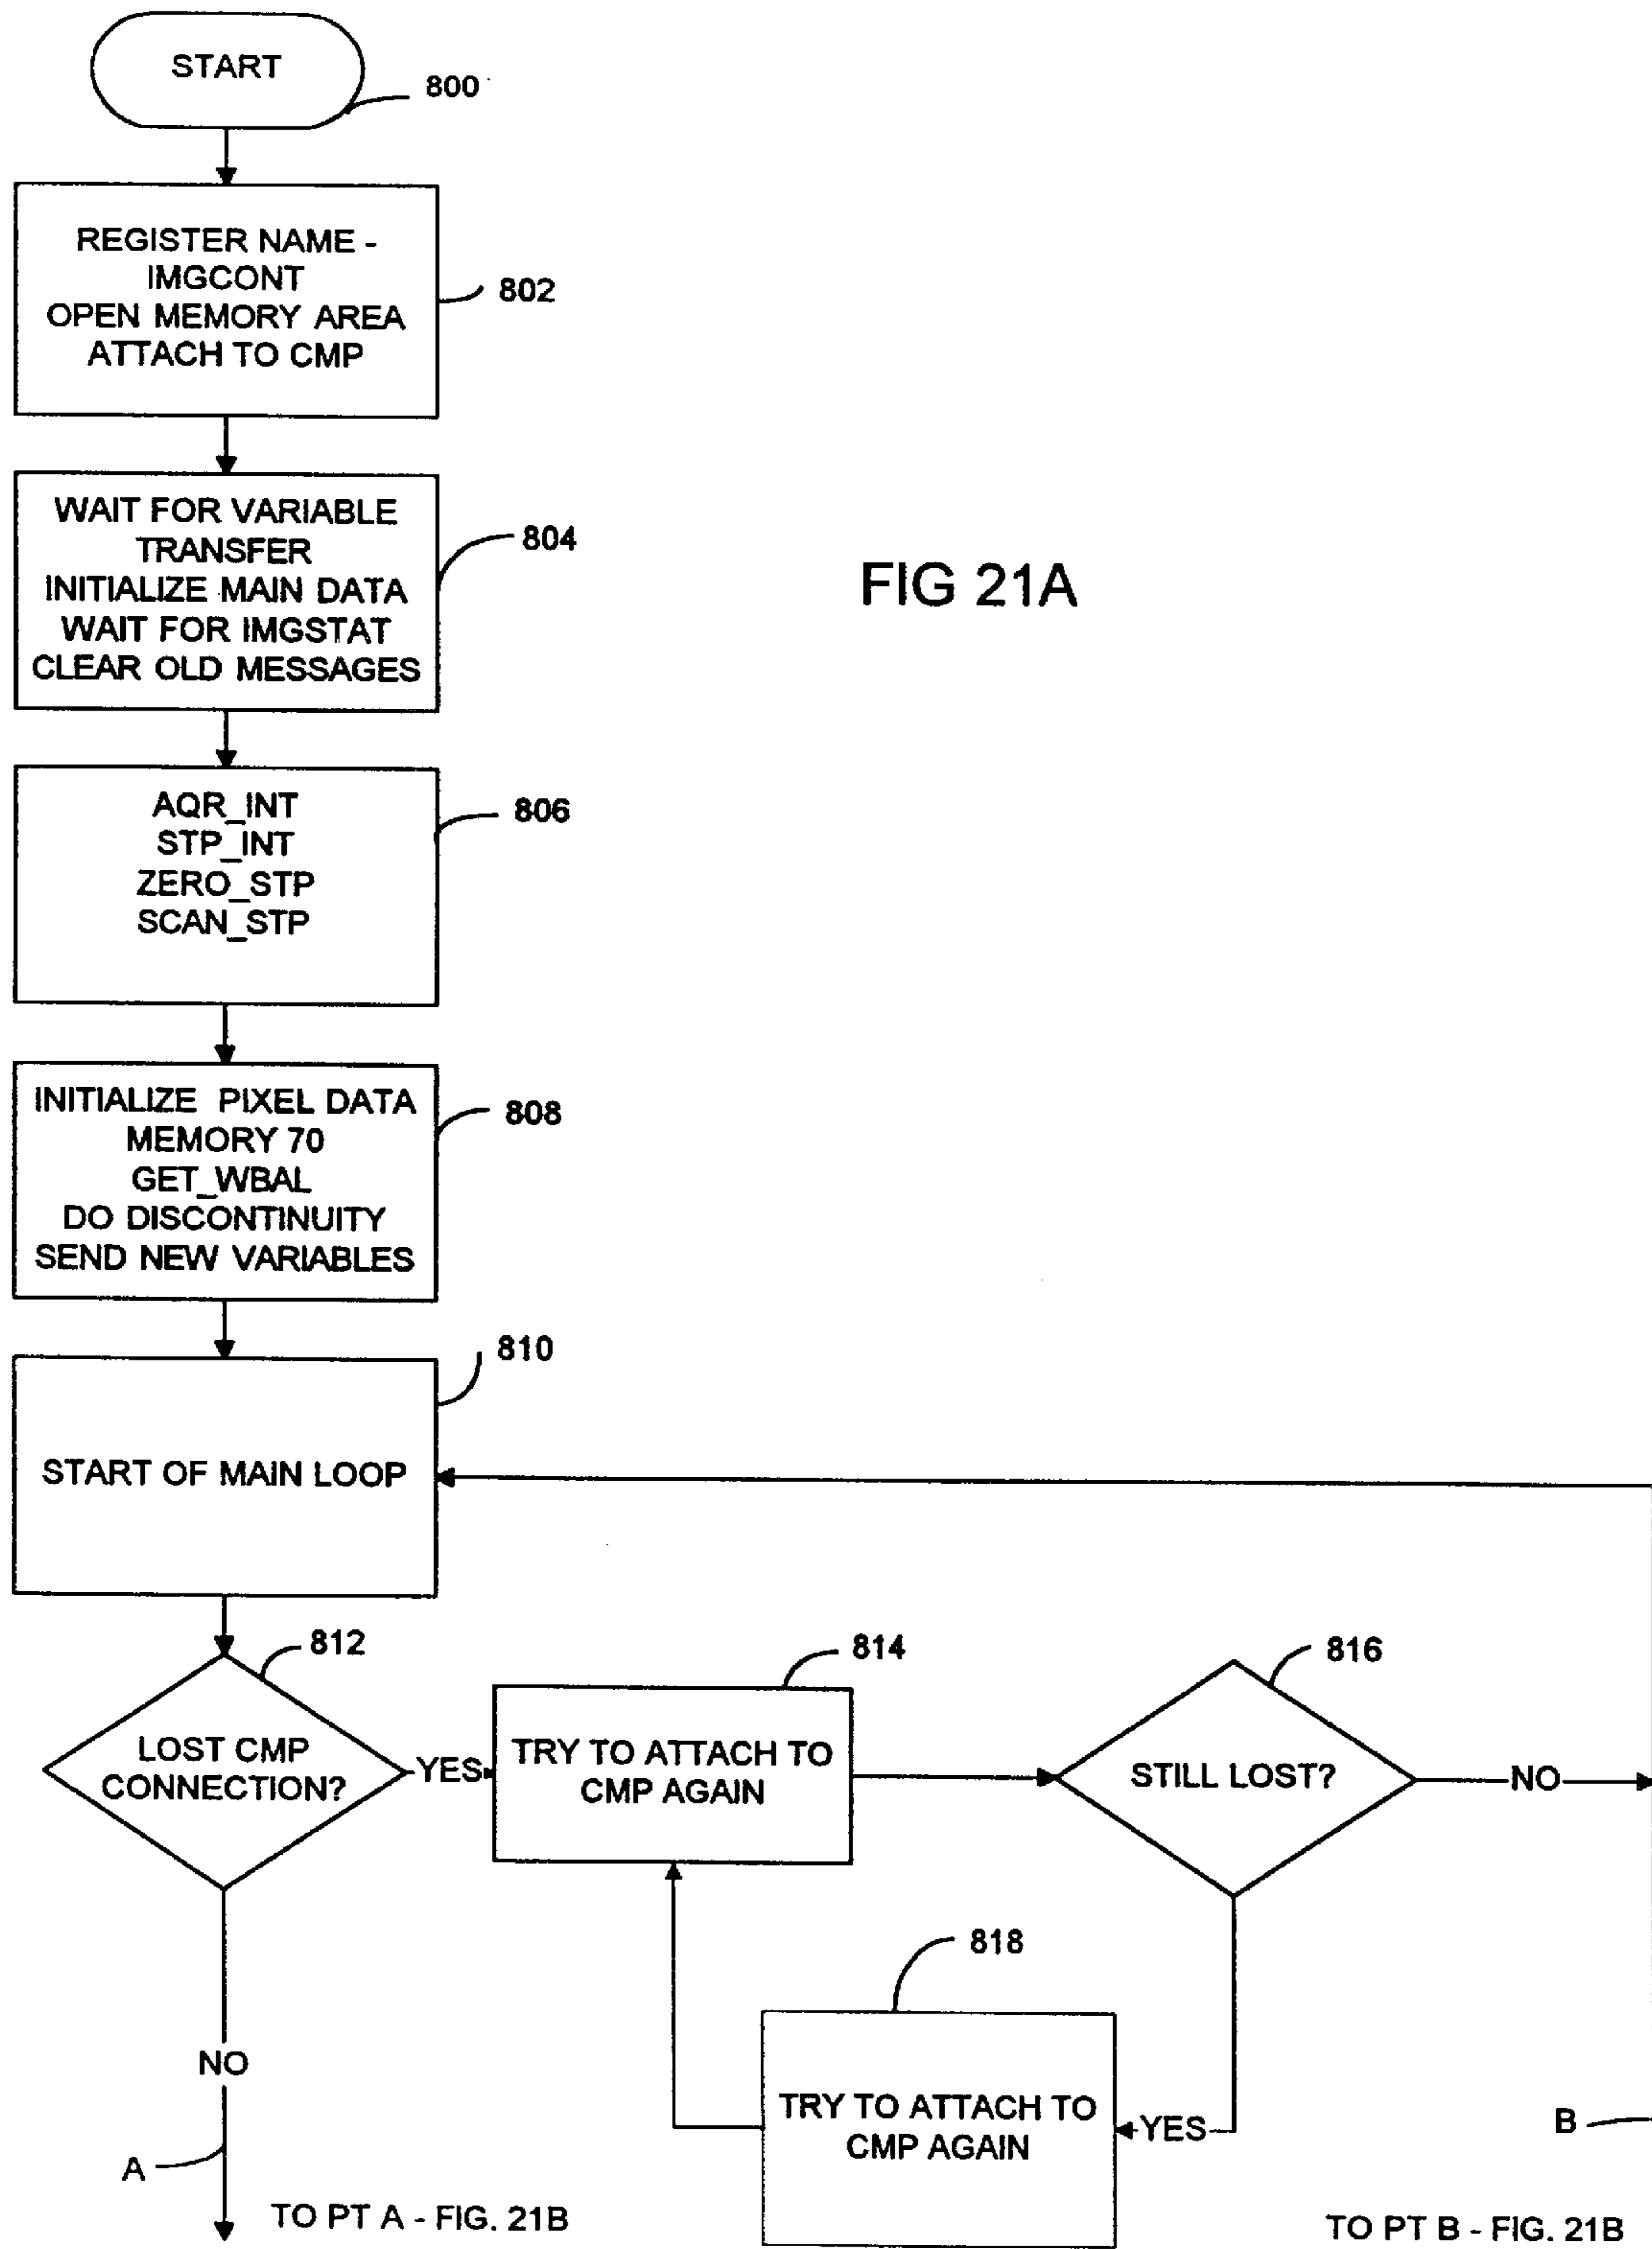 START
800
REGISTER NAME -
IMGCONT
OPEN MEMORY AREA
ATTACH TO CMP
802
WAIT FOR VARIABLE
TRANSFER
INITIALIZE MAIN DATA
WAIT FOR IMGSTAT
CLEAR OLD MESSAGES
804
FIG 21A
AQR_INT
STP_INT
ZERO_STP
SCAN_STP
806
INITIALIZE PIXEL DATA
MEMORY 70
GET_WBAL
DO DISCONTINUITY
SEND NEW VARIABLES
808
810
START OF MAIN LOOP
812
LOST CMP
CONNECTION?
YES
814
TRY TO ATTACH TO
CMP AGAIN
816
STILL LOST?
NO
818
TRY TO ATTACH TO
CMP AGAIN
YES
NO
A
B
TO PT A - FIG. 21B
TO PT B - FIG. 21B